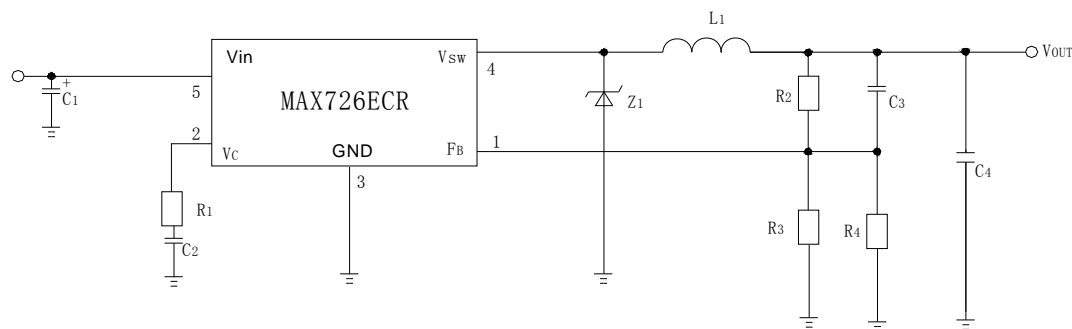 L1
Vin
VSW
4
VOUT
+
C1
5
MAX726ECR
Z1
R2
C3
2
VC
GND
FB
1
3
C4
R1
C2
R3
R4